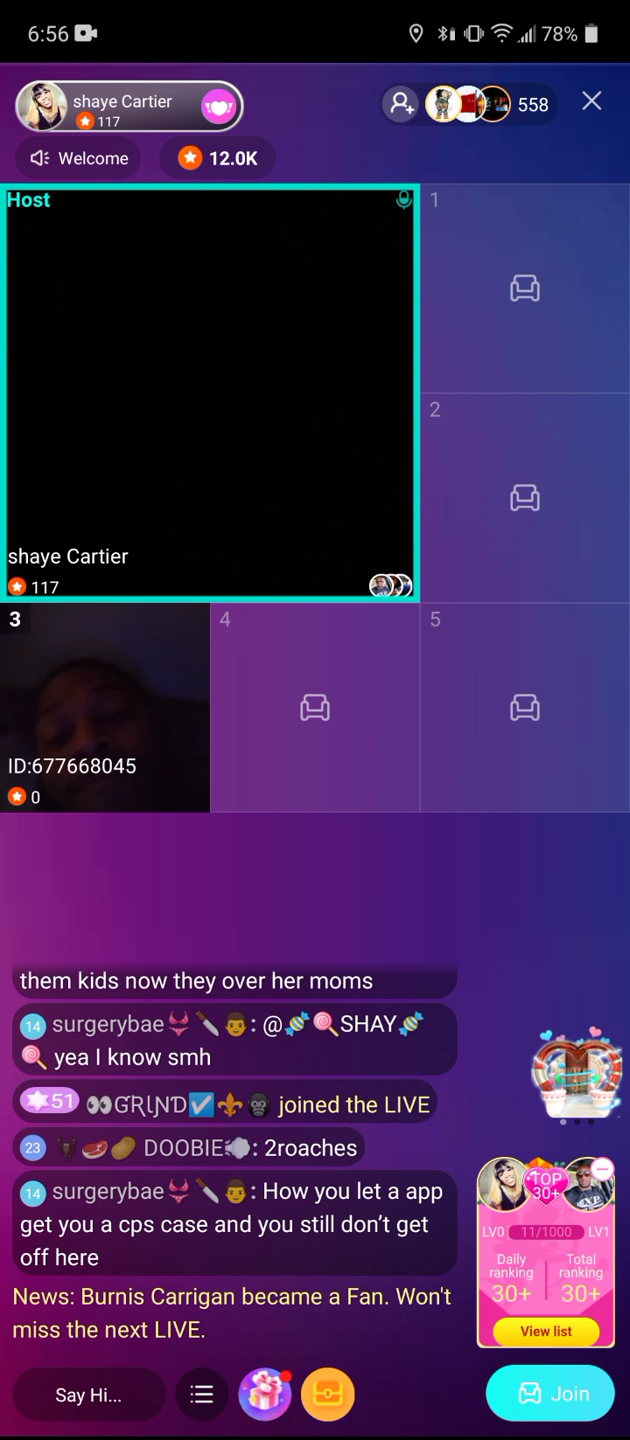 6:56
78%
shaye Cartier
117
558
Welcome
12.0K
Host
1
2
shaye Cartier
117
3
4
5
ID:677668045
0
them kids now they over her moms
14 surgerybae👙🔪👨: @🍬🍭SHAY🍬
🍭 yea I know smh
51 👀GRIND☑️⚜️🦍 joined the LIVE
23 🥩🥔 DOOBIE💨: 2roaches
14 surgerybae👙🔪👨: How you let a app
get you a cps case and you still don't get
off here
News: Burnis Carrigan became a Fan. Won't
miss the next LIVE.
TOP
30+
LV0 11/1000 LV1
Daily ranking
30+
Total ranking
30+
View list
Say Hi...
Join